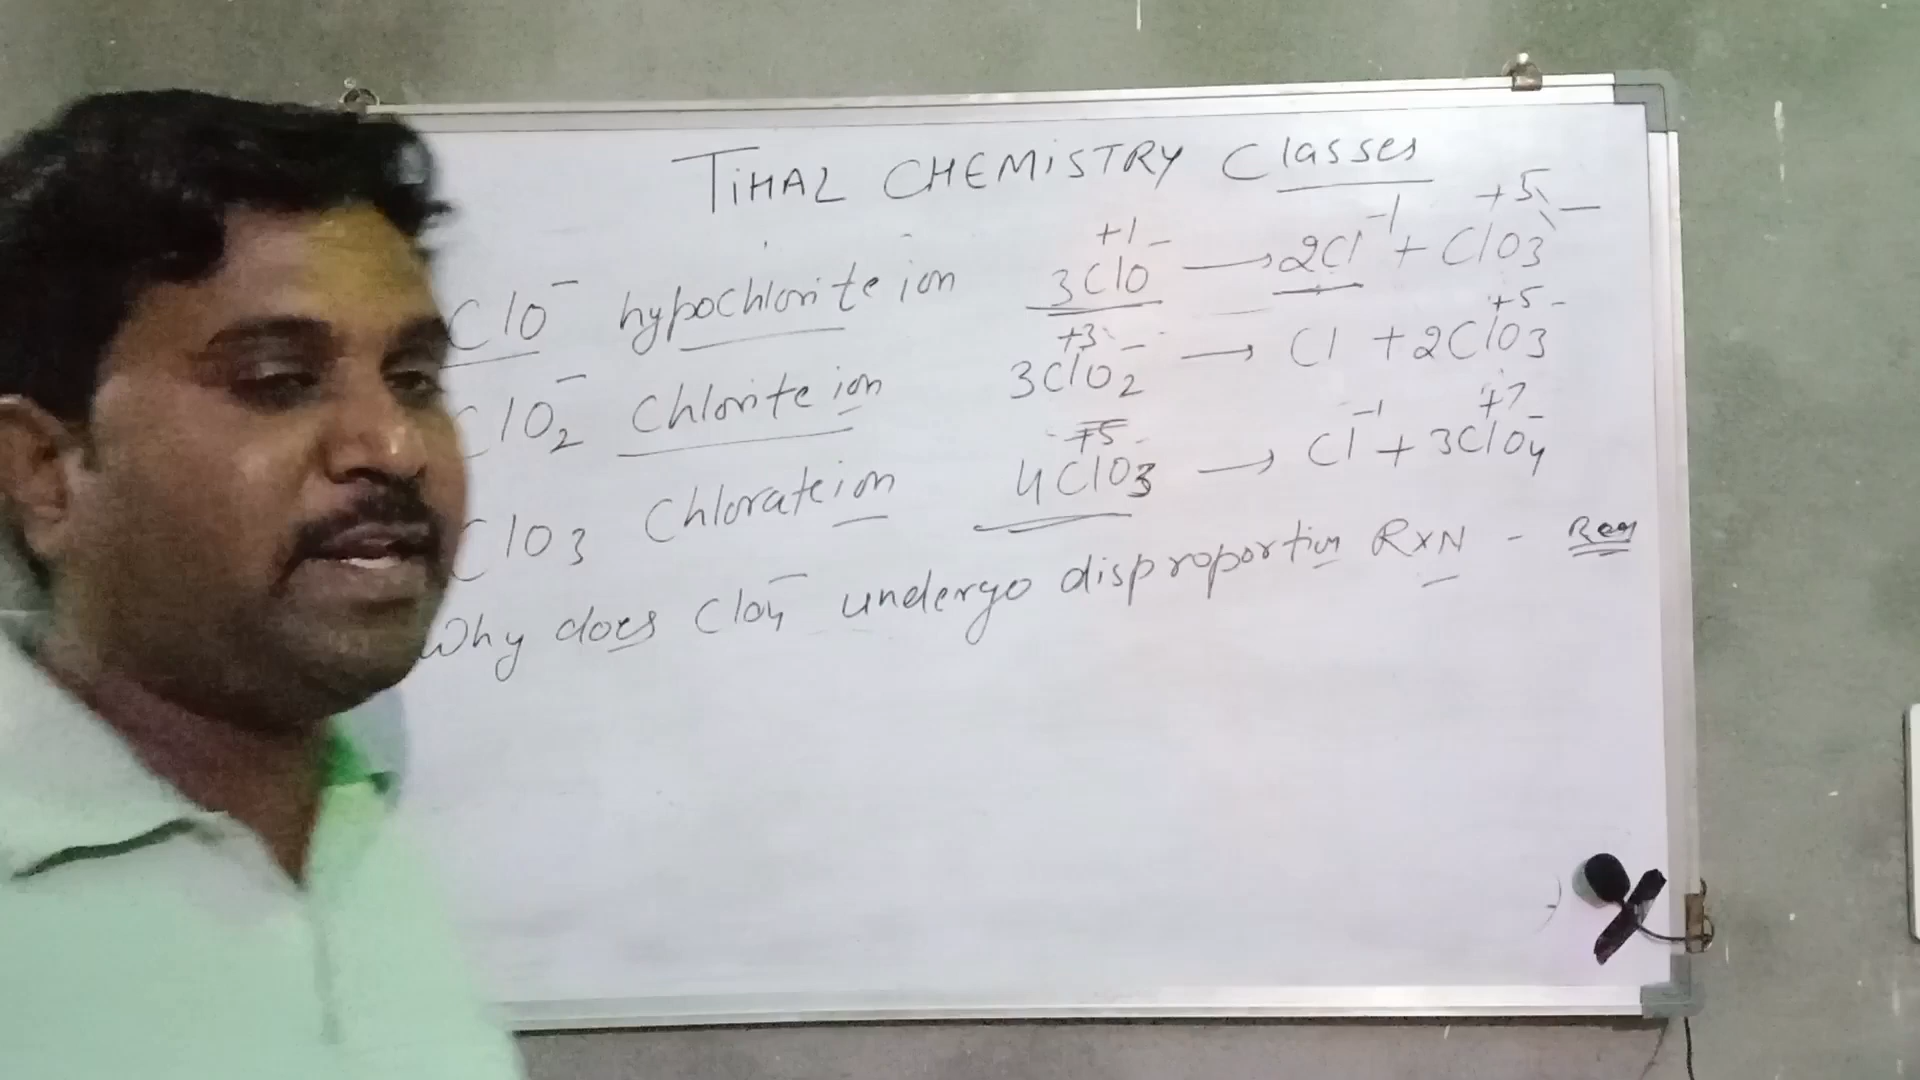 TiHAL CHEMiSTRY Classes
ClO⁻ hypochlorite ion 3ClO⁻ → 2Cl⁻¹ + ClO3⁻
+1 +5
ClO2⁻ Chlorite ion 3ClO2⁻ → Cl + 2ClO3⁻
+3 +5
ClO3 Chlorate ion 4ClO3⁻ → Cl⁻¹ + 3ClO4⁻
+5 +7
Why does ClO4⁻ undergo disproportion RXN -